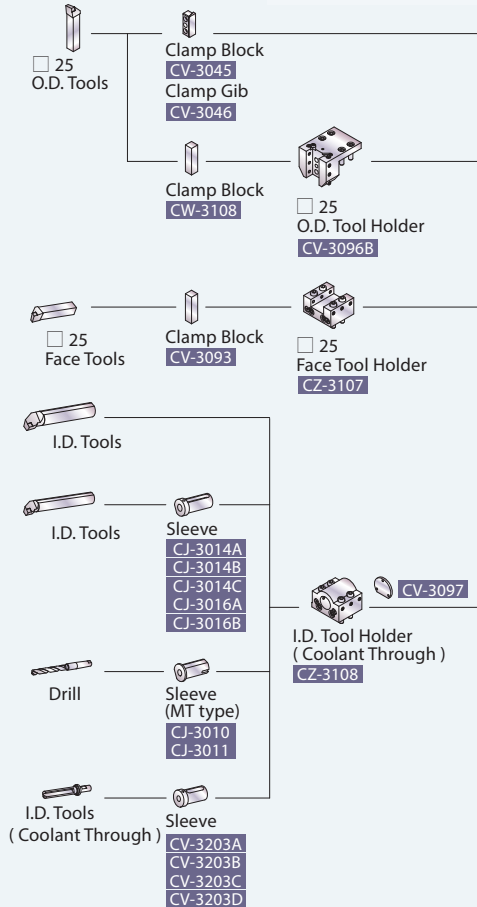 □ 25
O.D. Tools
Clamp Block
CV-3045
Clamp Gib
CV-3046
Clamp Block
CW-3108
□ 25
O.D. Tool Holder
CV-3096B
□ 25
Face Tools
Clamp Block
CV-3093
□ 25
Face Tool Holder
CZ-3107
I.D. Tools
I.D. Tools
Sleeve
CJ-3014A
CJ-3014B
CJ-3014C
CJ-3016A
CJ-3016B
Drill
Sleeve
(MT type)
CJ-3010
CJ-3011
I.D. Tools
( Coolant Through )
Sleeve
CV-3203A
CV-3203B
CV-3203C
CV-3203D
CV-3097
I.D. Tool Holder
( Coolant Through )
CZ-3108